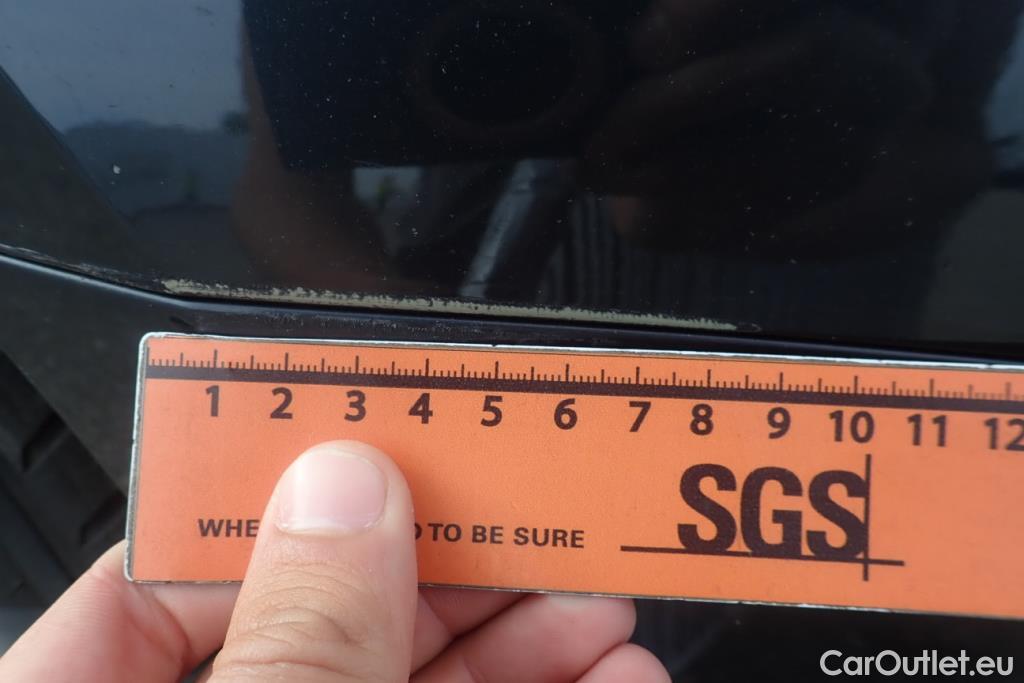 1 2 3 4 5 6 7 8 9 10 11 12
SGS
WHE D TO BE SURE
CarOutlet.eu